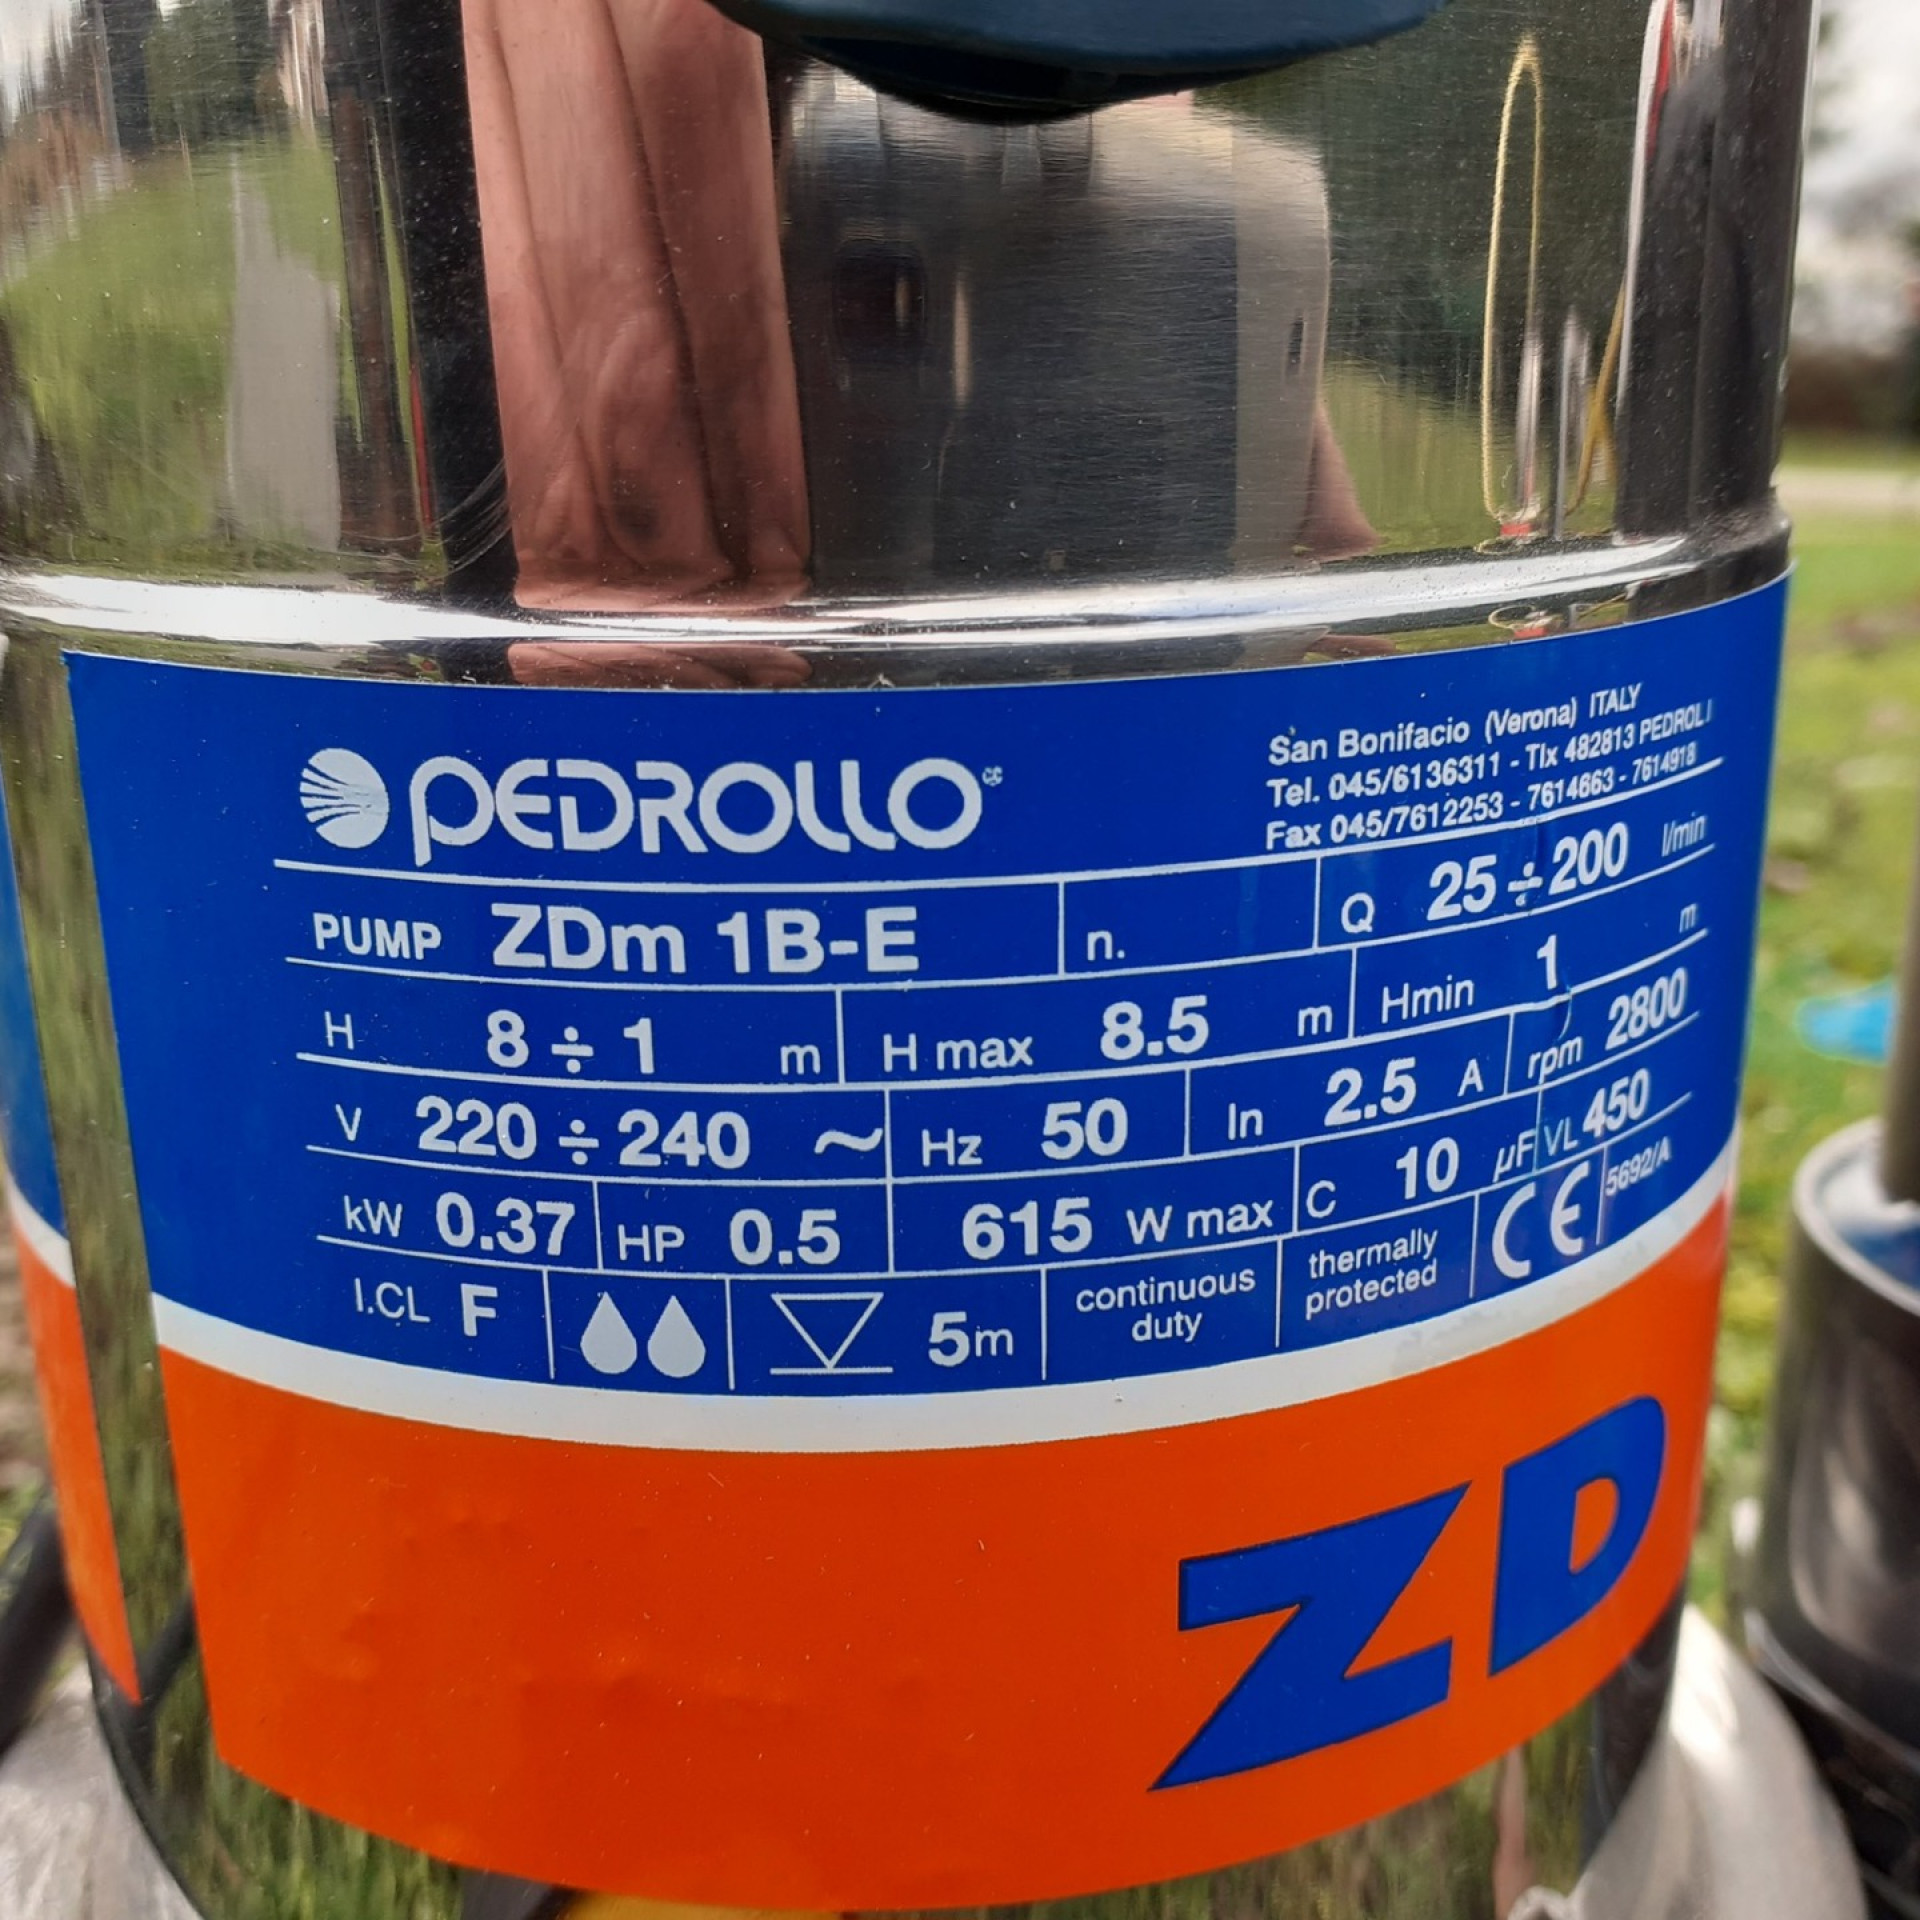 PEDROLLO
San Bonifacio (Verona) ITALY
Tel. 045/6136311 - Tlx 482813 PEDROL I
Fax 045/7612253 - 7614663 - 7614918
PUMP ZDm 1B-E n. Q 25÷200 l/min
H 8÷1 m H max 8.5 m Hmin 1 m
V 220÷240 ~ Hz 50 In 2.5 A rpm 2800
kW 0.37 HP 0.5 615 W max C 10 µF VL 450
I.CL F 5m continuous duty thermally protected CE 5692/A
ZD